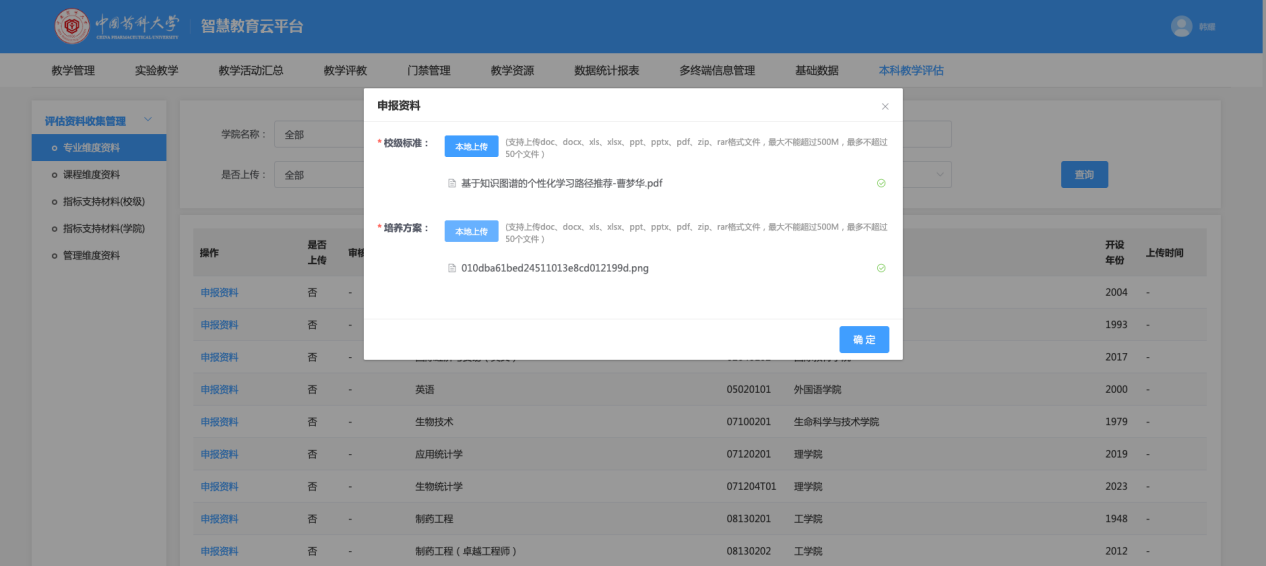 中国药科大学
CHINA PHARMACEUTICAL UNIVERSITY
智慧教育云平台
教学管理 实验教学 教学活动汇总 教学评教 门禁管理 教学资源 数据统计报表 多终端信息管理 基础数据 本科教学评估
评估资料收集管理
专业维度资料
课程维度资料
指标支持材料(校级)
指标支持材料(学院)
管理维度资料
学院名称: 全部
是否上传: 全部
查询
申报资料
×
*校级标准: 本地上传 (支持上传doc、docx、xls、xlsx、ppt、pptx、pdf、zip、rar格式文件,最大不能超过500M,最多不超过
50个文件)
基于知识图谱的个性化学习路径推荐-曹梦华.pdf
*培养方案: 本地上传 (支持上传doc、docx、xls、xlsx、ppt、pptx、pdf、zip、rar格式文件,最大不能超过500M,最多不超过
50个文件)
010dba61bed24511013e8cd012199d.png
确 定
操作 是否 开设
上传 年份 上传时间
申报资料 否 - 2004 -
申报资料 否 - 1993 -
申报资料 否 - 2017 -
申报资料 否 - 英语 05020101 外国语学院 2000 -
申报资料 否 - 生物技术 07100201 生命科学与技术学院 1979 -
申报资料 否 - 应用统计学 07120201 理学院 2019 -
申报资料 否 - 生物统计学 071204T01 理学院 2023 -
申报资料 否 - 制药工程 08130201 工学院 1948 -
申报资料 否 - 制药工程(卓越工程师) 08130202 工学院 2012 -